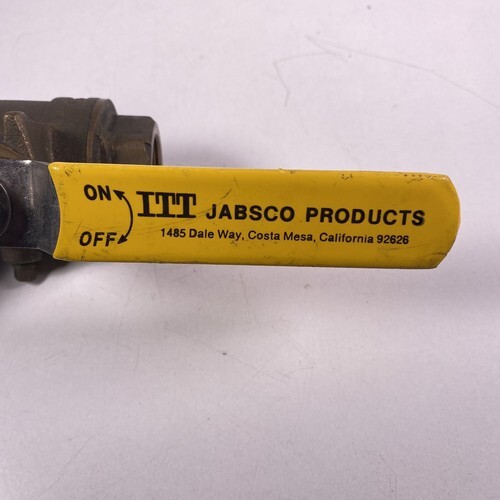 ON
OFF
ITT JABSCO PRODUCTS
1485 Dale Way, Costa Mesa, California 92626